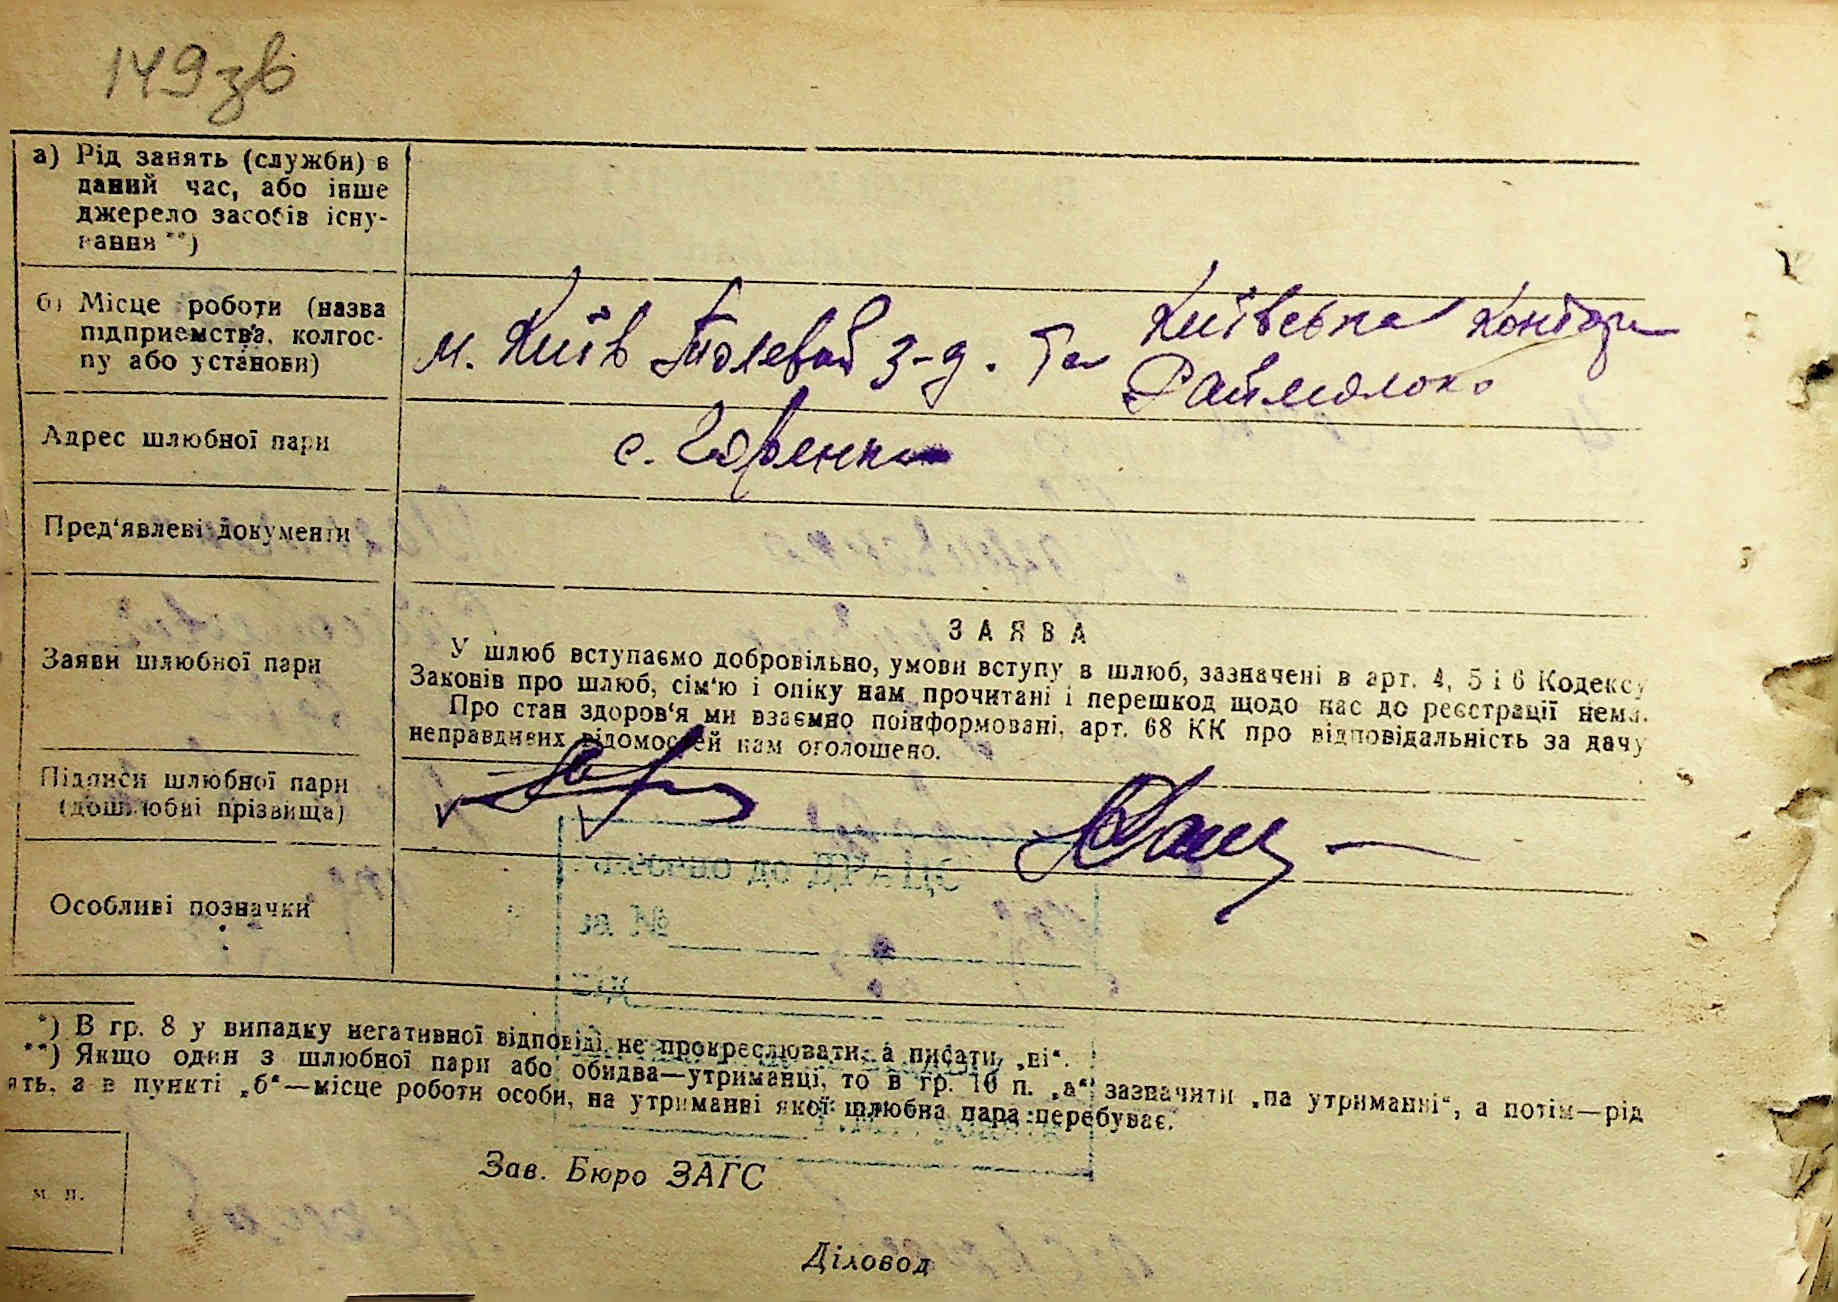 149зв
а) Рід занять (служби) в
даний час, або інше
джерело засобів існу-
вання **)
б) Місце роботи (назва
підприємства, колгос-
пу або установи)
м. Київ Толевай з-д. та Київська Контора
Раймолоко
Адрес шлюбної пари
с. Горенка
Пред'явлені документи
Заяви шлюбної пари
ЗАЯВА
У шлюб вступаємо добровільно, умови вступу в шлюб, зазначені в арт. 4, 5 і 6 Кодексу
Законів про шлюб, сім'ю і опіку нам прочитані і перешкод щодо нас до реєстрації нема.
Про стан здоров'я ми взаємно поінформовані, арт. 68 КК про відповідальність за дачу
неправдивих відомостей нам оголошено.
Підписи шлюбної пари
(дошлюбні прізвища)
Особливі позначки
*) В гр. 8 у випадку негативної відповіді не прокреслювати, а писати „ні“.
**) Якщо один з шлюбної пари або обидва—утриманці, то в гр. 10 п. „а“ зазначити „на утриманні“, а потім—рід
ять, а в пункті „б“—місце роботи особи, на утриманні якої шлюбна пара перебуває.
м. п.
Зав. Бюро ЗАГС
Діловод